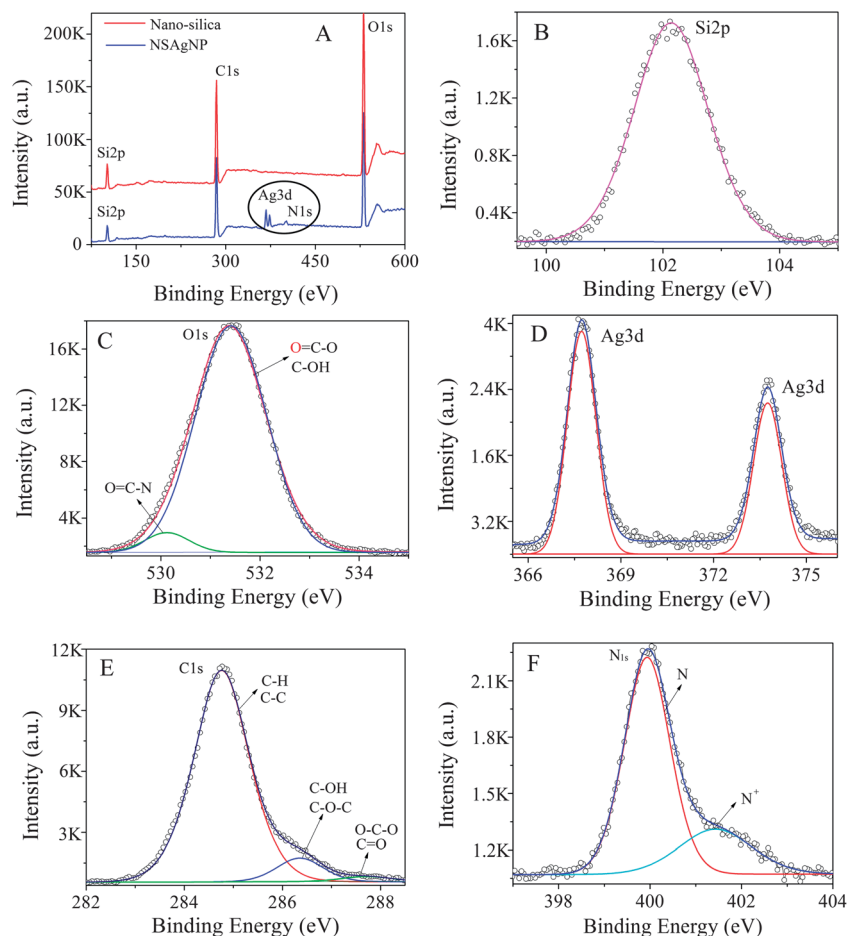 A
Nano-silica
NSAgNP
O1s
C1s
Si2p
Ag3d
N1s
Si2p
200K
150K
100K
50K
0
150
300
450
600
Intensity (a.u.)
Binding Energy (eV)
B
Si2p
1.6K
1.2K
0.8K
0.4K
100
102
104
Intensity (a.u.)
Binding Energy (eV)
C
O1s
O=C-O
C-OH
O=C-N
16K
12K
8K
4K
530
532
534
Intensity (a.u.)
Binding Energy (eV)
D
Ag3d
Ag3d
4K
2.4K
1.6K
3.2K
366
369
372
375
Intensity (a.u.)
Binding Energy (eV)
E
C1s
C-H
C-C
C-OH
C-O-C
O-C-O
C=O
12K
9K
6K
3K
282
284
286
288
Intensity (a.u.)
Binding Energy (eV)
F
N1s
N
N+
2.1K
1.8K
1.5K
1.2K
398
400
402
404
Intensity (a.u.)
Binding Energy (eV)